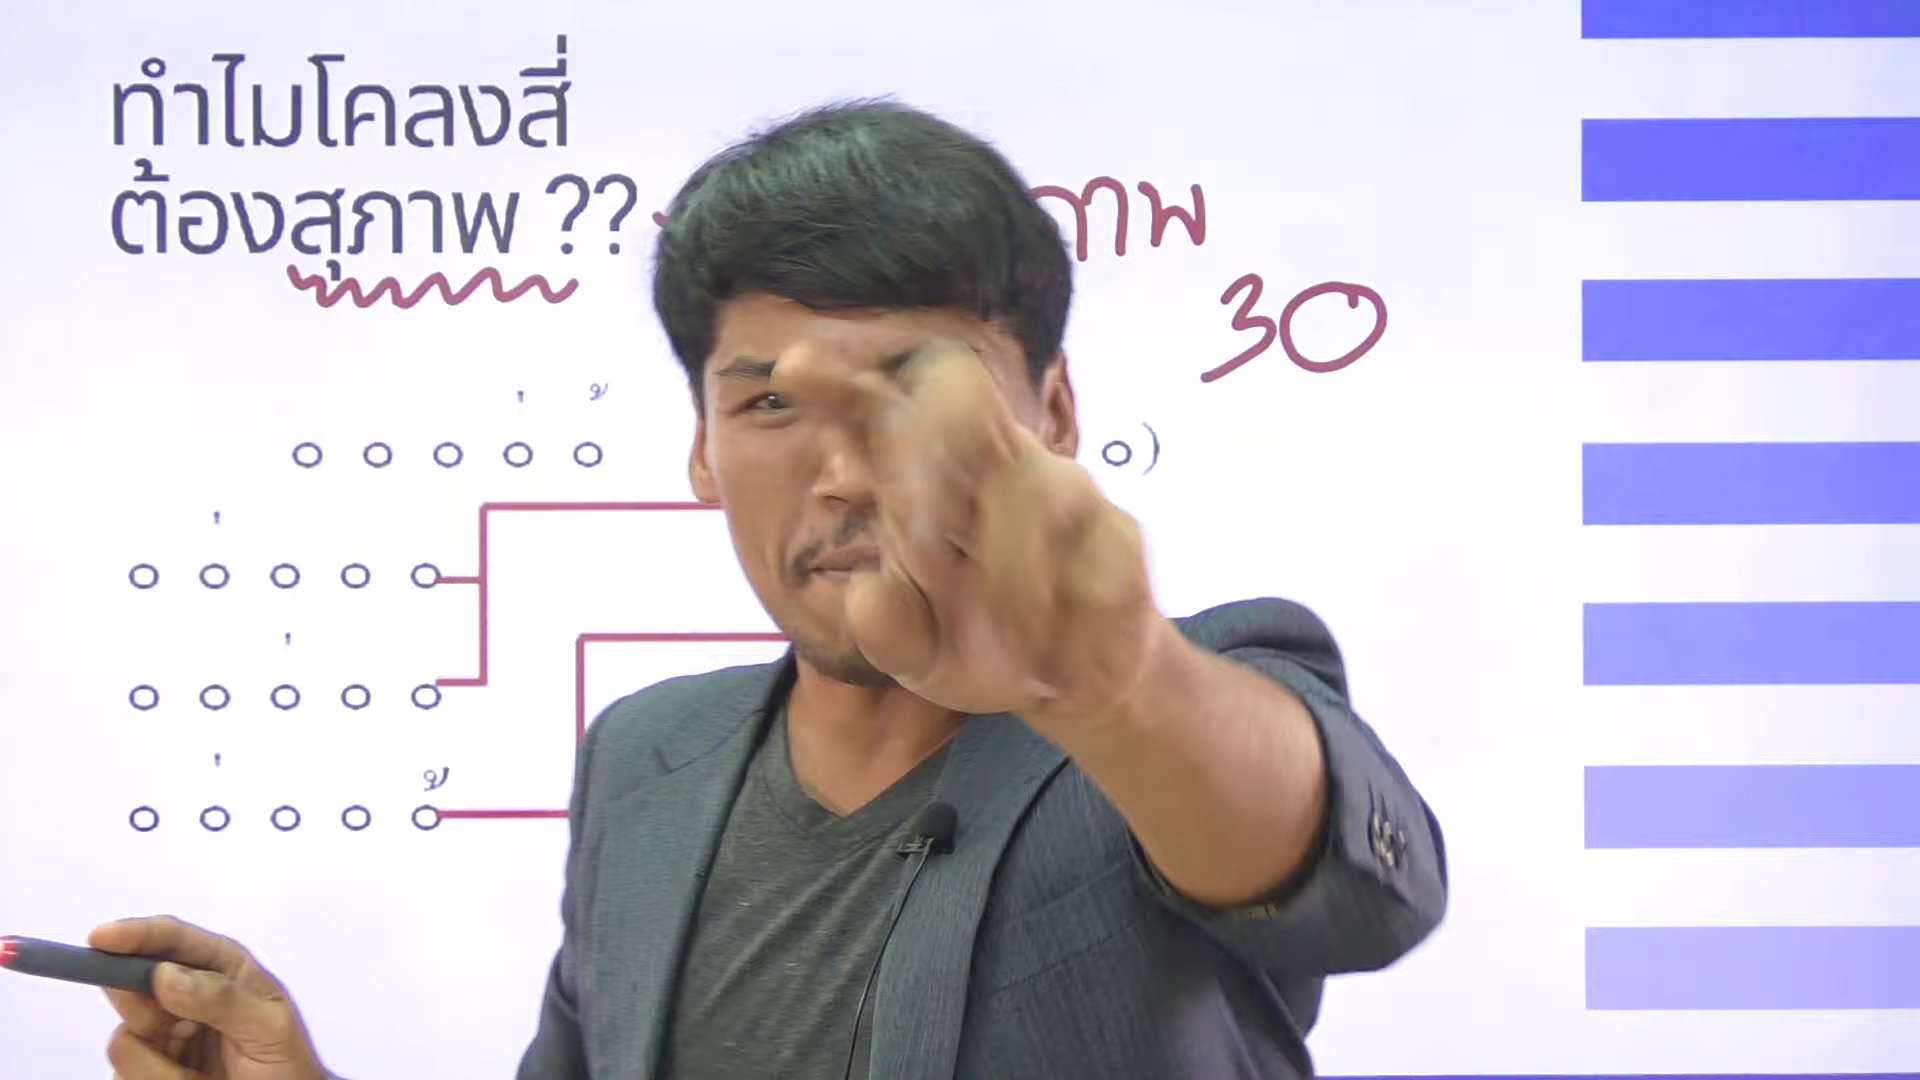 ทำไมโคลงสี่
ต้องสุภาพ ??
ภาพ
30
่ ้
o o o o o o)
่
o o o o o
่
o o o o o
่ ้
o o o o o